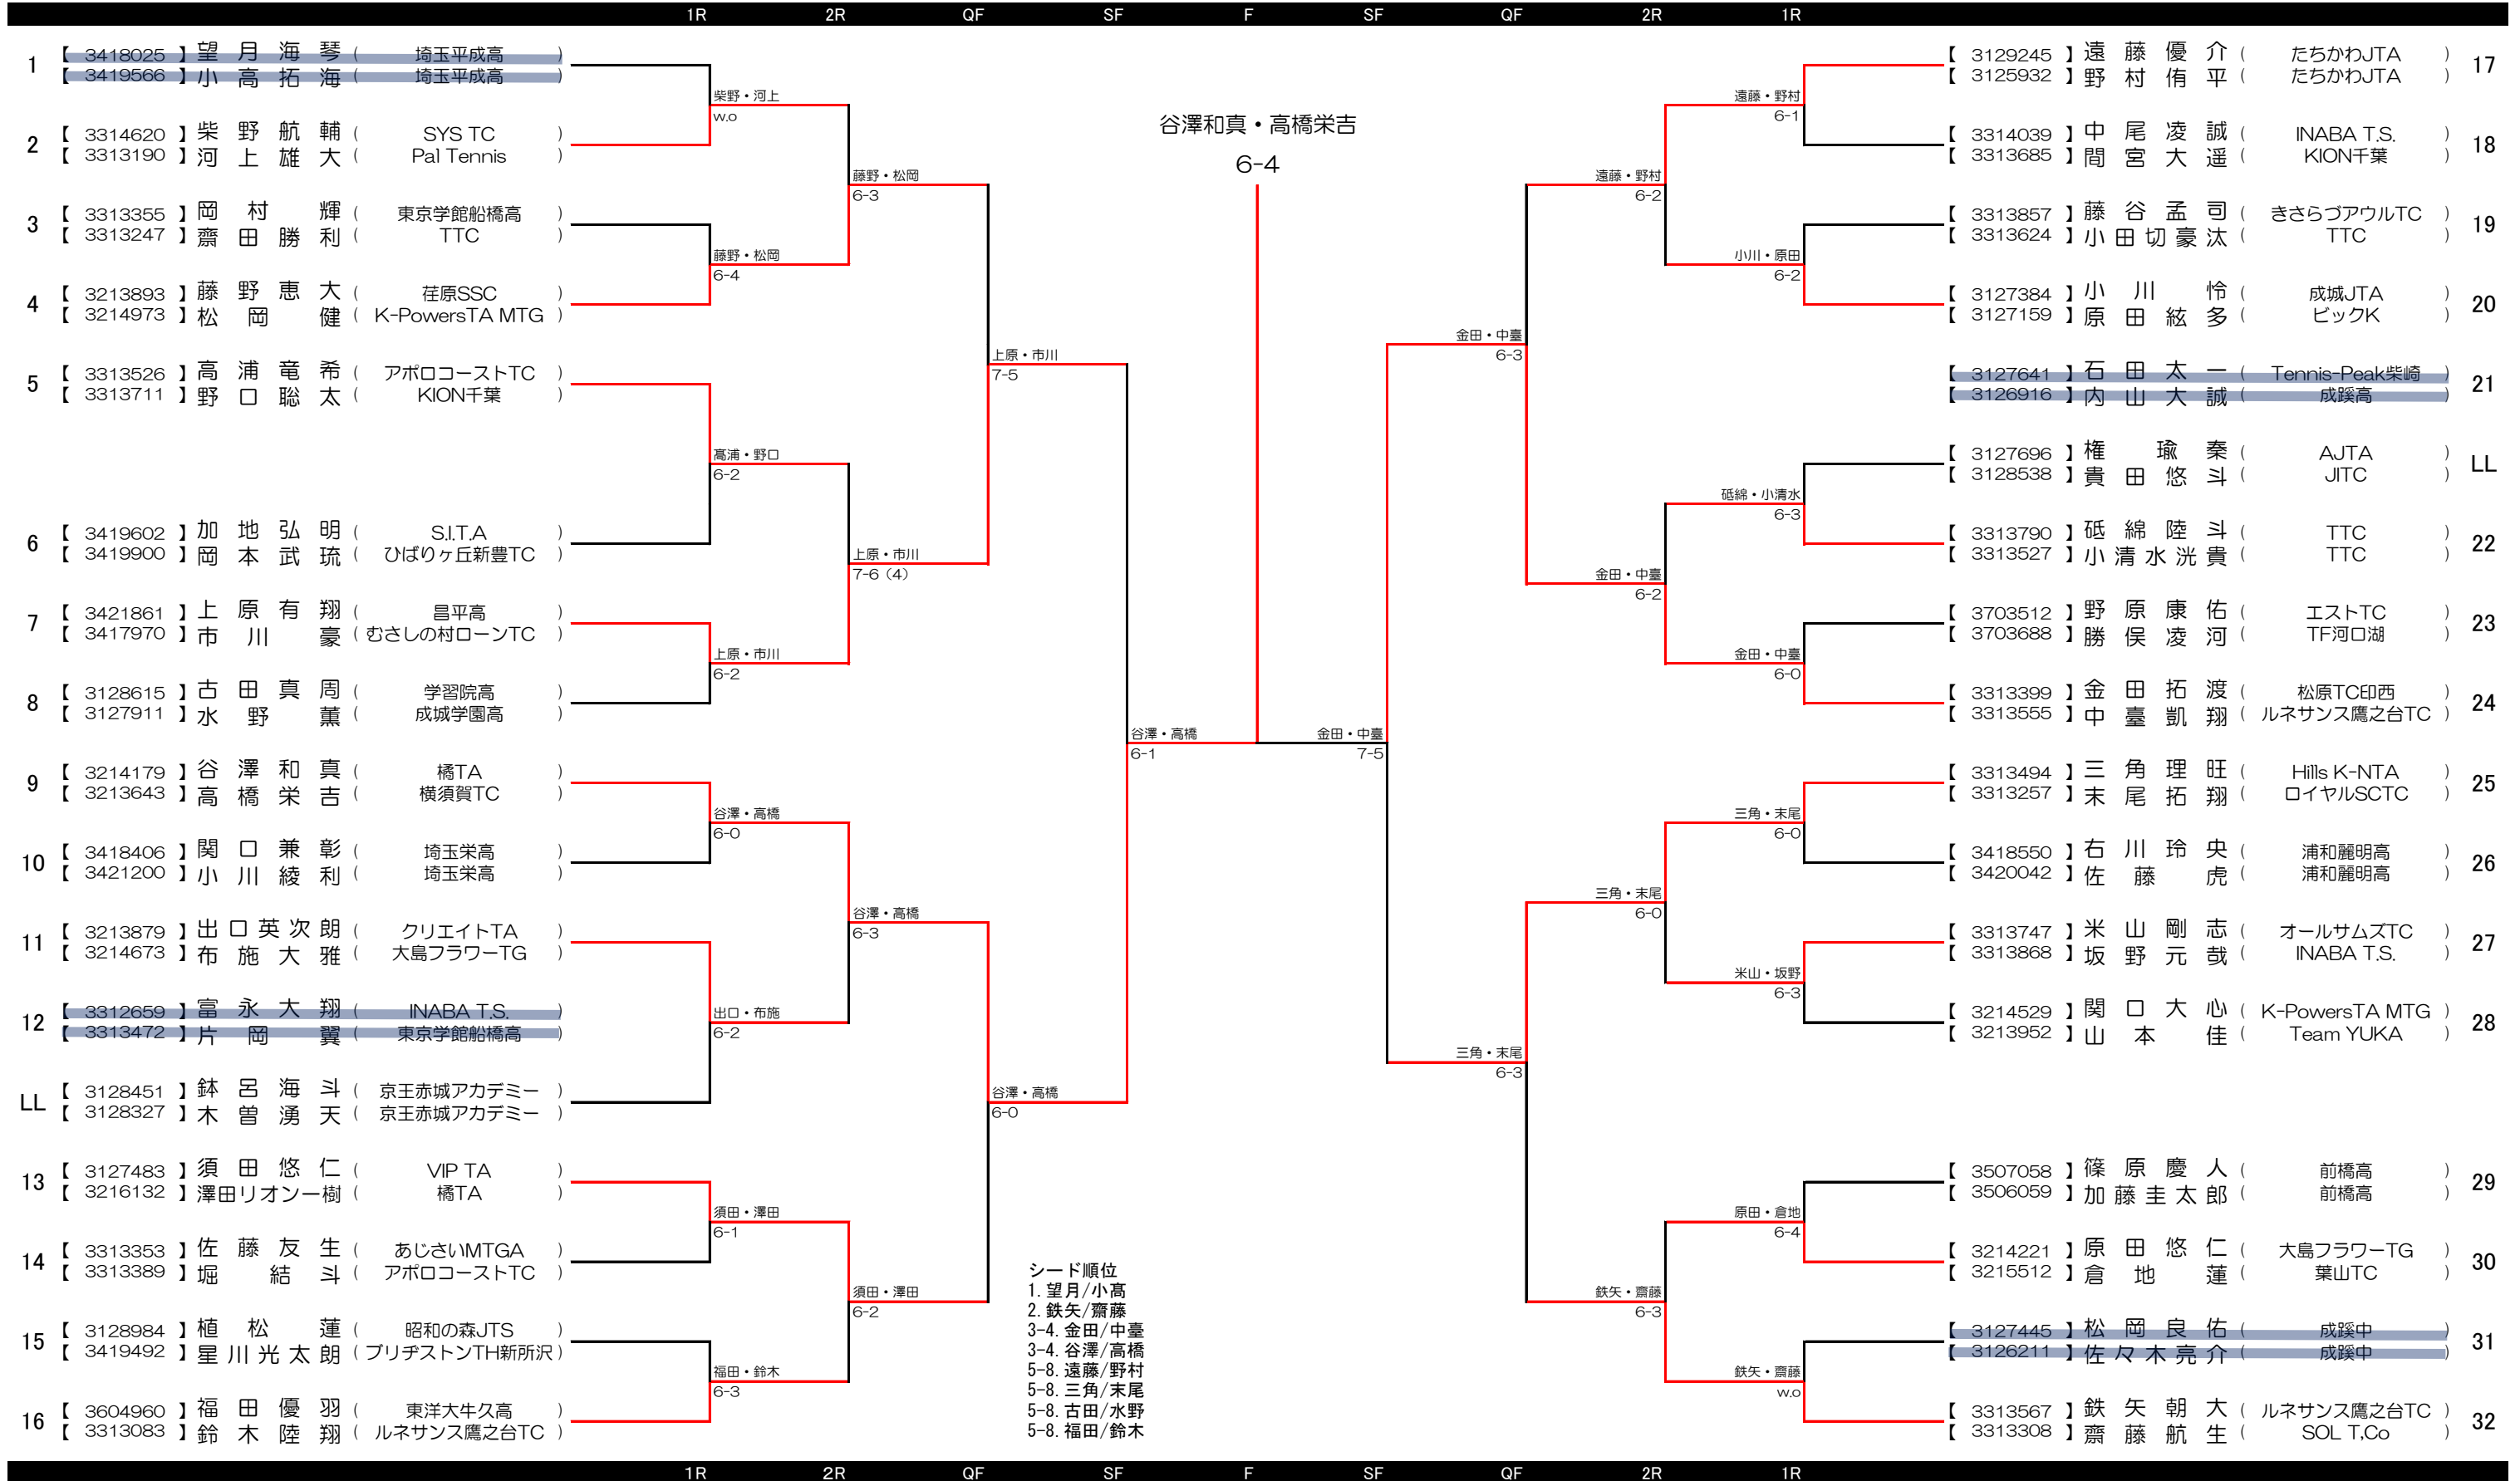 1R 2R QF SF F SF QF 2R 1R
1 【 3418025 】 望月海琴 ( 埼玉平成高 )
【 3419566 】 小高拓海 ( 埼玉平成高 )
柴野・河上
w.o
2 【 3314620 】 柴野航輔 ( SYS TC )
【 3313190 】 河上雄大 ( Pal Tennis )
藤野・松岡
6-3
3 【 3313355 】 岡村輝 ( 東京学館船橋高 )
【 3313247 】 齋田勝利 ( TTC )
藤野・松岡
6-4
4 【 3213893 】 藤野恵大 ( 荏原SSC )
【 3214973 】 松岡健 ( K-PowersTA MTG )
上原・市川
7-5
5 【 3313526 】 高浦竜希 ( アポロコーストTC )
【 3313711 】 野口聡太 ( KION千葉 )
髙浦・野口
6-2
6 【 3419602 】 加地弘明 ( S.I.T.A )
【 3419900 】 岡本武琉 ( ひばりヶ丘新豊TC )
上原・市川
7-6（4）
7 【 3421861 】 上原有翔 ( 昌平高 )
【 3417970 】 市川豪 ( むさしの村ローンTC )
上原・市川
6-2
8 【 3128615 】 古田真周 ( 学習院高 )
【 3127911 】 水野薫 ( 成城学園高 )
谷澤・高橋
6-1
9 【 3214179 】 谷澤和真 ( 橘TA )
【 3213643 】 高橋栄吉 ( 横須賀TC )
谷澤・高橋
6-0
10 【 3418406 】 関口兼彰 ( 埼玉栄高 )
【 3421200 】 小川綾利 ( 埼玉栄高 )
谷澤・高橋
6-3
11 【 3213879 】 出口英次朗 ( クリエイトTA )
【 3214673 】 布施大雅 ( 大島フラワーTG )
12 【 3312659 】 富永大翔 ( INABA T.S. )
【 3313472 】 片岡翼 ( 東京学館船橋高 )
出口・布施
6-2
LL 【 3128451 】 鉢呂海斗 ( 京王赤城アカデミー )
【 3128327 】 木曽湧天 ( 京王赤城アカデミー )
谷澤・高橋
6-0
13 【 3127483 】 須田悠仁 ( VIP TA )
【 3216132 】 澤田リオン一樹 ( 橘TA )
須田・澤田
6-1
14 【 3313353 】 佐藤友生 ( あじさいMTGA )
【 3313389 】 堀結斗 ( アポロコーストTC )
須田・澤田
6-2
15 【 3128984 】 植松蓮 ( 昭和の森JTS )
【 3419492 】 星川光太朗 ( ブリヂストンTH新所沢 )
福田・鈴木
6-3
16 【 3604960 】 福田優羽 ( 東洋大牛久高 )
【 3313083 】 鈴木陸翔 ( ルネサンス鷹之台TC )
谷澤和真・高橋栄吉
6-4
シード順位
1. 望月/小髙
2. 鉄矢/齋藤
3-4. 金田/中臺
3-4. 谷澤/高橋
5-8. 遠藤/野村
5-8. 三角/末尾
5-8. 古田/水野
5-8. 福田/鈴木
【 3129245 】 遠藤優介 ( たちかわJTA ) 17
【 3125932 】 野村侑平 ( たちかわJTA )
遠藤・野村
6-1
【 3314039 】 中尾凌誠 ( INABA T.S. ) 18
【 3313685 】 間宮大遥 ( KION千葉 )
遠藤・野村
6-2
【 3313857 】 藤谷孟司 ( きさらづアウルTC ) 19
【 3313624 】 小田切豪汰 ( TTC )
小川・原田
6-2
【 3127384 】 小川怜 ( 成城JTA ) 20
【 3127159 】 原田絃多 ( ビックK )
金田・中臺
6-3
【 3127641 】 石田太一 ( Tennis-Peak柴崎 ) 21
【 3126916 】 内山大誠 ( 成蹊高 )
【 3127696 】 権瑜秦 ( AJTA ) LL
【 3128538 】 貴田悠斗 ( JITC )
砥綿・小清水
6-3
【 3313790 】 砥綿陸斗 ( TTC ) 22
【 3313527 】 小清水洸貴 ( TTC )
金田・中臺
6-2
【 3703512 】 野原康佑 ( エストTC ) 23
【 3703688 】 勝俣凌河 ( TF河口湖 )
金田・中臺
6-0
【 3313399 】 金田拓渡 ( 松原TC印西 ) 24
【 3313555 】 中臺凱翔 ( ルネサンス鷹之台TC )
金田・中臺
7-5
【 3313494 】 三角理旺 ( Hills K-NTA ) 25
【 3313257 】 末尾拓翔 ( ロイヤルSCTC )
三角・末尾
6-0
【 3418550 】 右川玲央 ( 浦和麗明高 ) 26
【 3420042 】 佐藤虎 ( 浦和麗明高 )
三角・末尾
6-0
【 3313747 】 米山剛志 ( オールサムズTC ) 27
【 3313868 】 坂野元哉 ( INABA T.S. )
米山・坂野
6-3
【 3214529 】 関口大心 ( K-PowersTA MTG ) 28
【 3213952 】 山本佳 ( Team YUKA )
三角・末尾
6-3
【 3507058 】 篠原慶人 ( 前橋高 ) 29
【 3506059 】 加藤圭太郎 ( 前橋高 )
原田・倉地
6-4
【 3214221 】 原田悠仁 ( 大島フラワーTG ) 30
【 3215512 】 倉地蓮 ( 葉山TC )
鉄矢・齋藤
6-3
【 3127445 】 松岡良佑 ( 成蹊中 ) 31
【 3126211 】 佐々木亮介 ( 成蹊中 )
鉄矢・齋藤
w.o
【 3313567 】 鉄矢朝大 ( ルネサンス鷹之台TC ) 32
【 3313308 】 齋藤航生 ( SOL T,Co )
1R 2R QF SF F SF QF 2R 1R